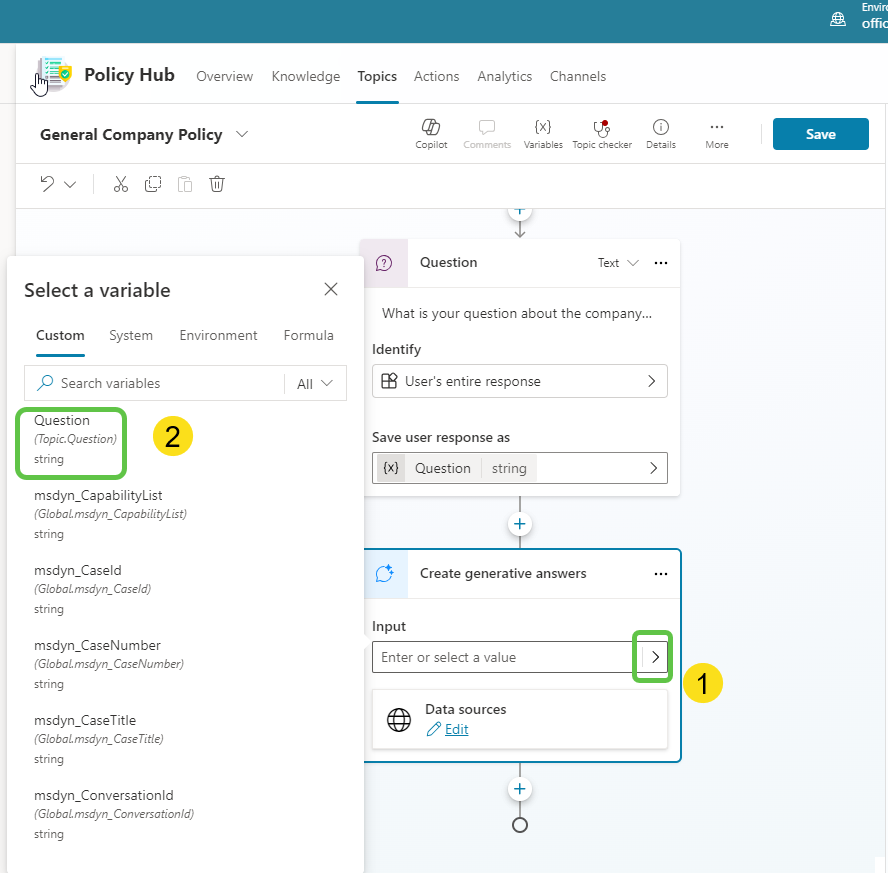 Envir
offic
Policy Hub Overview Knowledge Topics Actions Analytics Channels
General Company Policy Copilot Comments {x} Variables Topic checker Details More Save
Question Text
What is your question about the company...
Identify
User's entire response
Save user response as
{x} Question string
Create generative answers
Input
Enter or select a value
Data sources
Edit
1
Select a variable
Custom System Environment Formula
Search variables All
Question
(Topic.Question)
string
2
msdyn_CapabilityList
(Global.msdyn_CapabilityList)
string
msdyn_CaseId
(Global.msdyn_CaseId)
string
msdyn_CaseNumber
(Global.msdyn_CaseNumber)
string
msdyn_CaseTitle
(Global.msdyn_CaseTitle)
string
msdyn_ConversationId
(Global.msdyn_ConversationId)
string